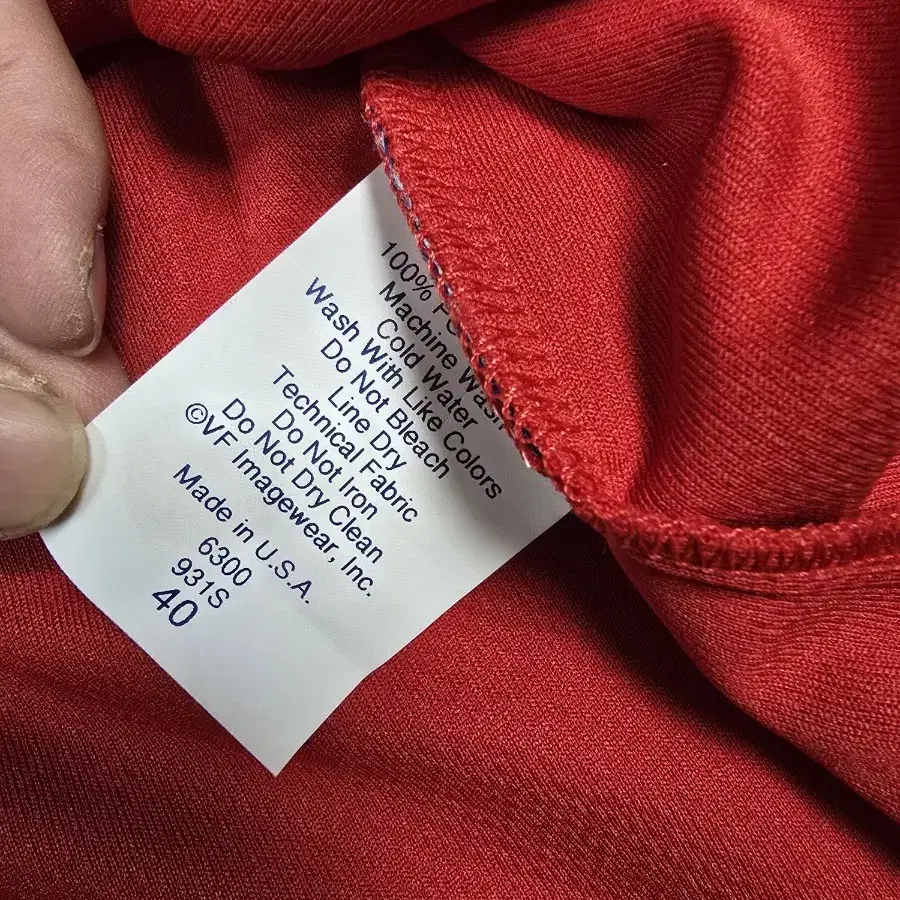 100%
Machine Wash
Cold Water
Wash With Like Colors
Do Not Bleach
Line Dry
Technical Fabric
Do Not Iron
Do Not Dry Clean
©VF Imagewear, Inc.
Made in U.S.A.
6300
931S
40